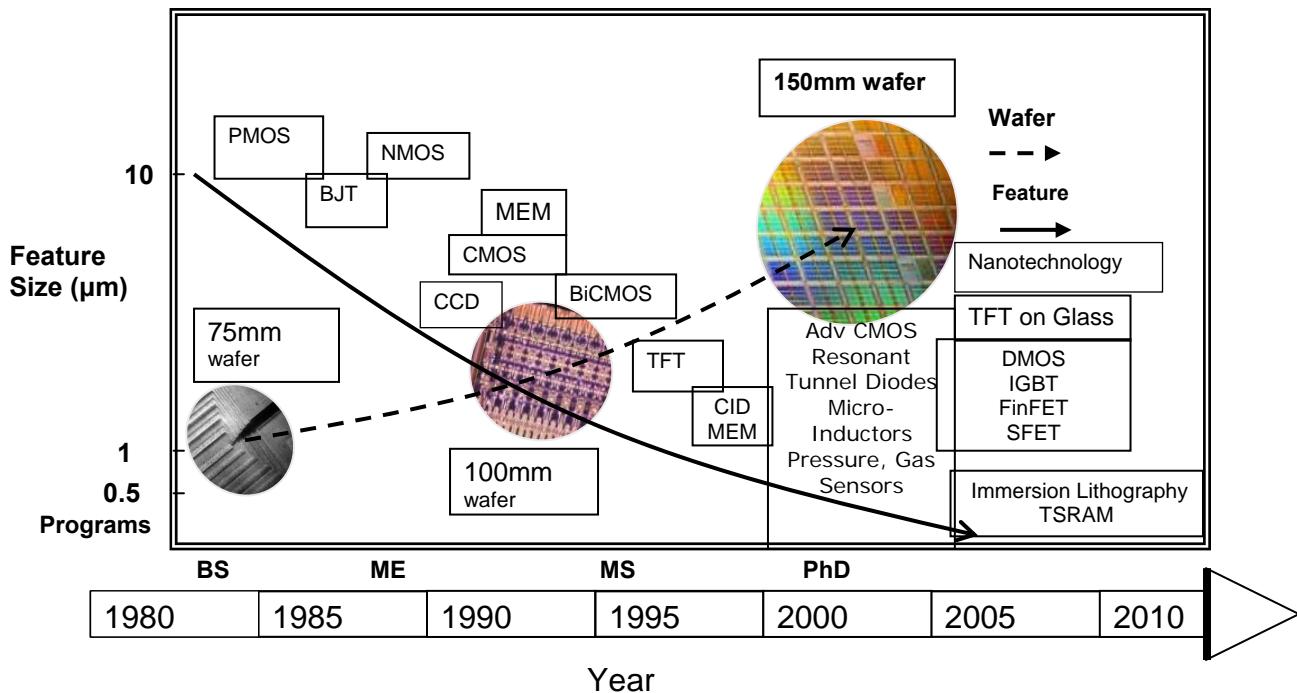 150mm wafer
Wafer
PMOS
NMOS
10
BJT
Feature
MEM
Feature
Size (µm)
CMOS
Nanotechnology
CCD
BiCMOS
75mm
wafer
TFT on Glass
Adv CMOS
Resonant
Tunnel Diodes
Micro-
Inductors
Pressure, Gas
Sensors
TFT
DMOS
IGBT
FinFET
SFET
CID
MEM
1
100mm
wafer
0.5
Immersion Lithography
TSRAM
Programs
BS
ME
MS
PhD
1980
1985
1990
1995
2000
2005
2010
Year